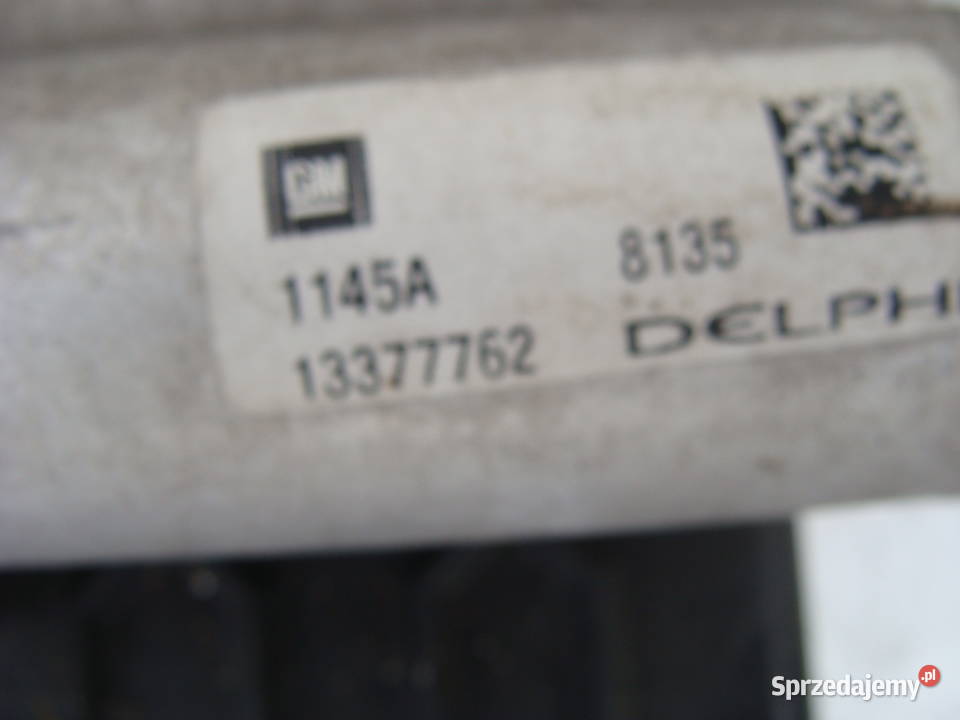 GM
1145A 8135
13377762 DELPHI
Sprzedajemy.pl